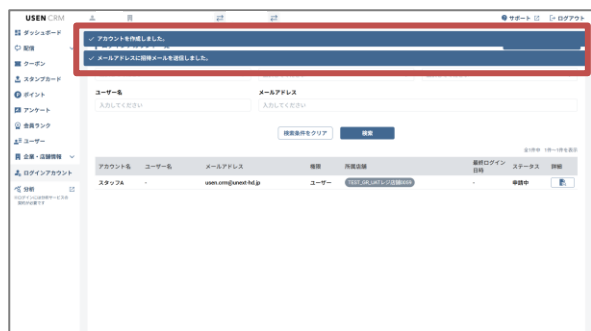 USEN CRM
サポート
ログアウト
ダッシュボード
配信
クーポン
スタンプカード
ポイント
アンケート
会員ランク
ユーザー
企業・店舗情報
ログインアカウント
分析
アカウントを作成しました。
メールアドレスに招待メールを送信しました。
ユーザー名
メールアドレス
入力してください
入力してください
検索条件をクリア
検索
アカウント名 ユーザー名 メールアドレス 権限 所属店舗 最終ログイン日時 ステータス 詳細
スタッフA - usen.crm@unext-hd.jp ユーザー - 申請中